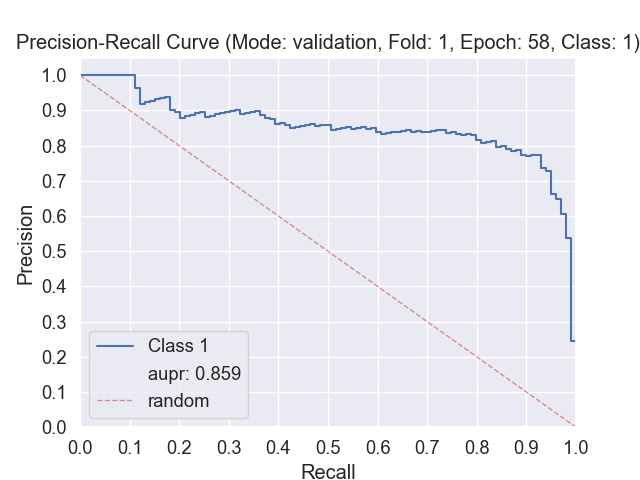 Precision-Recall Curve (Mode: validation, Fold: 1, Epoch: 58, Class: 1)
1.0
0.9
0.8
0.7
0.6
0.5
0.4
0.3
0.2
0.1
0.0
Precision
Class 1
aupr: 0.859
random
0.0 0.1 0.2 0.3 0.4 0.5 0.6 0.7 0.8 0.9 1.0
Recall